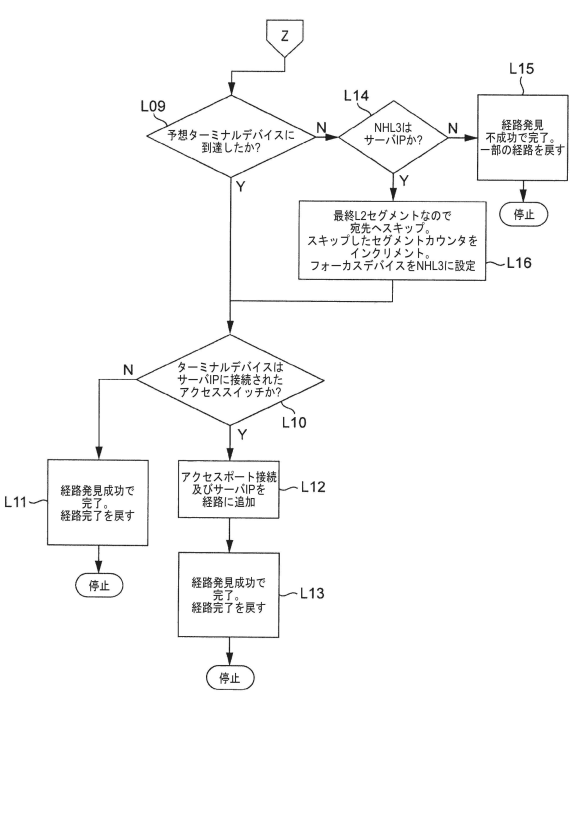 Z
L09
予想ターミナルデバイスに
到達したか?
N
Y
L14
NHL3は
サーバIPか?
N
Y
L15
経路発見
不成功で完了。
一部の経路を戻す
停止
最終L2セグメントなので
宛先へスキップ。
スキップしたセグメントカウンタを
インクリメント。
フォーカスデバイスをNHL3に設定
L16
N
ターミナルデバイスは
サーバIPに接続された
アクセススイッチか?
L10
Y
L11
経路発見成功で
完了。
経路完了を戻す
停止
アクセスポート接続
及びサーバIPを
経路に追加
L12
経路発見成功で
完了。
経路完了を戻す
L13
停止